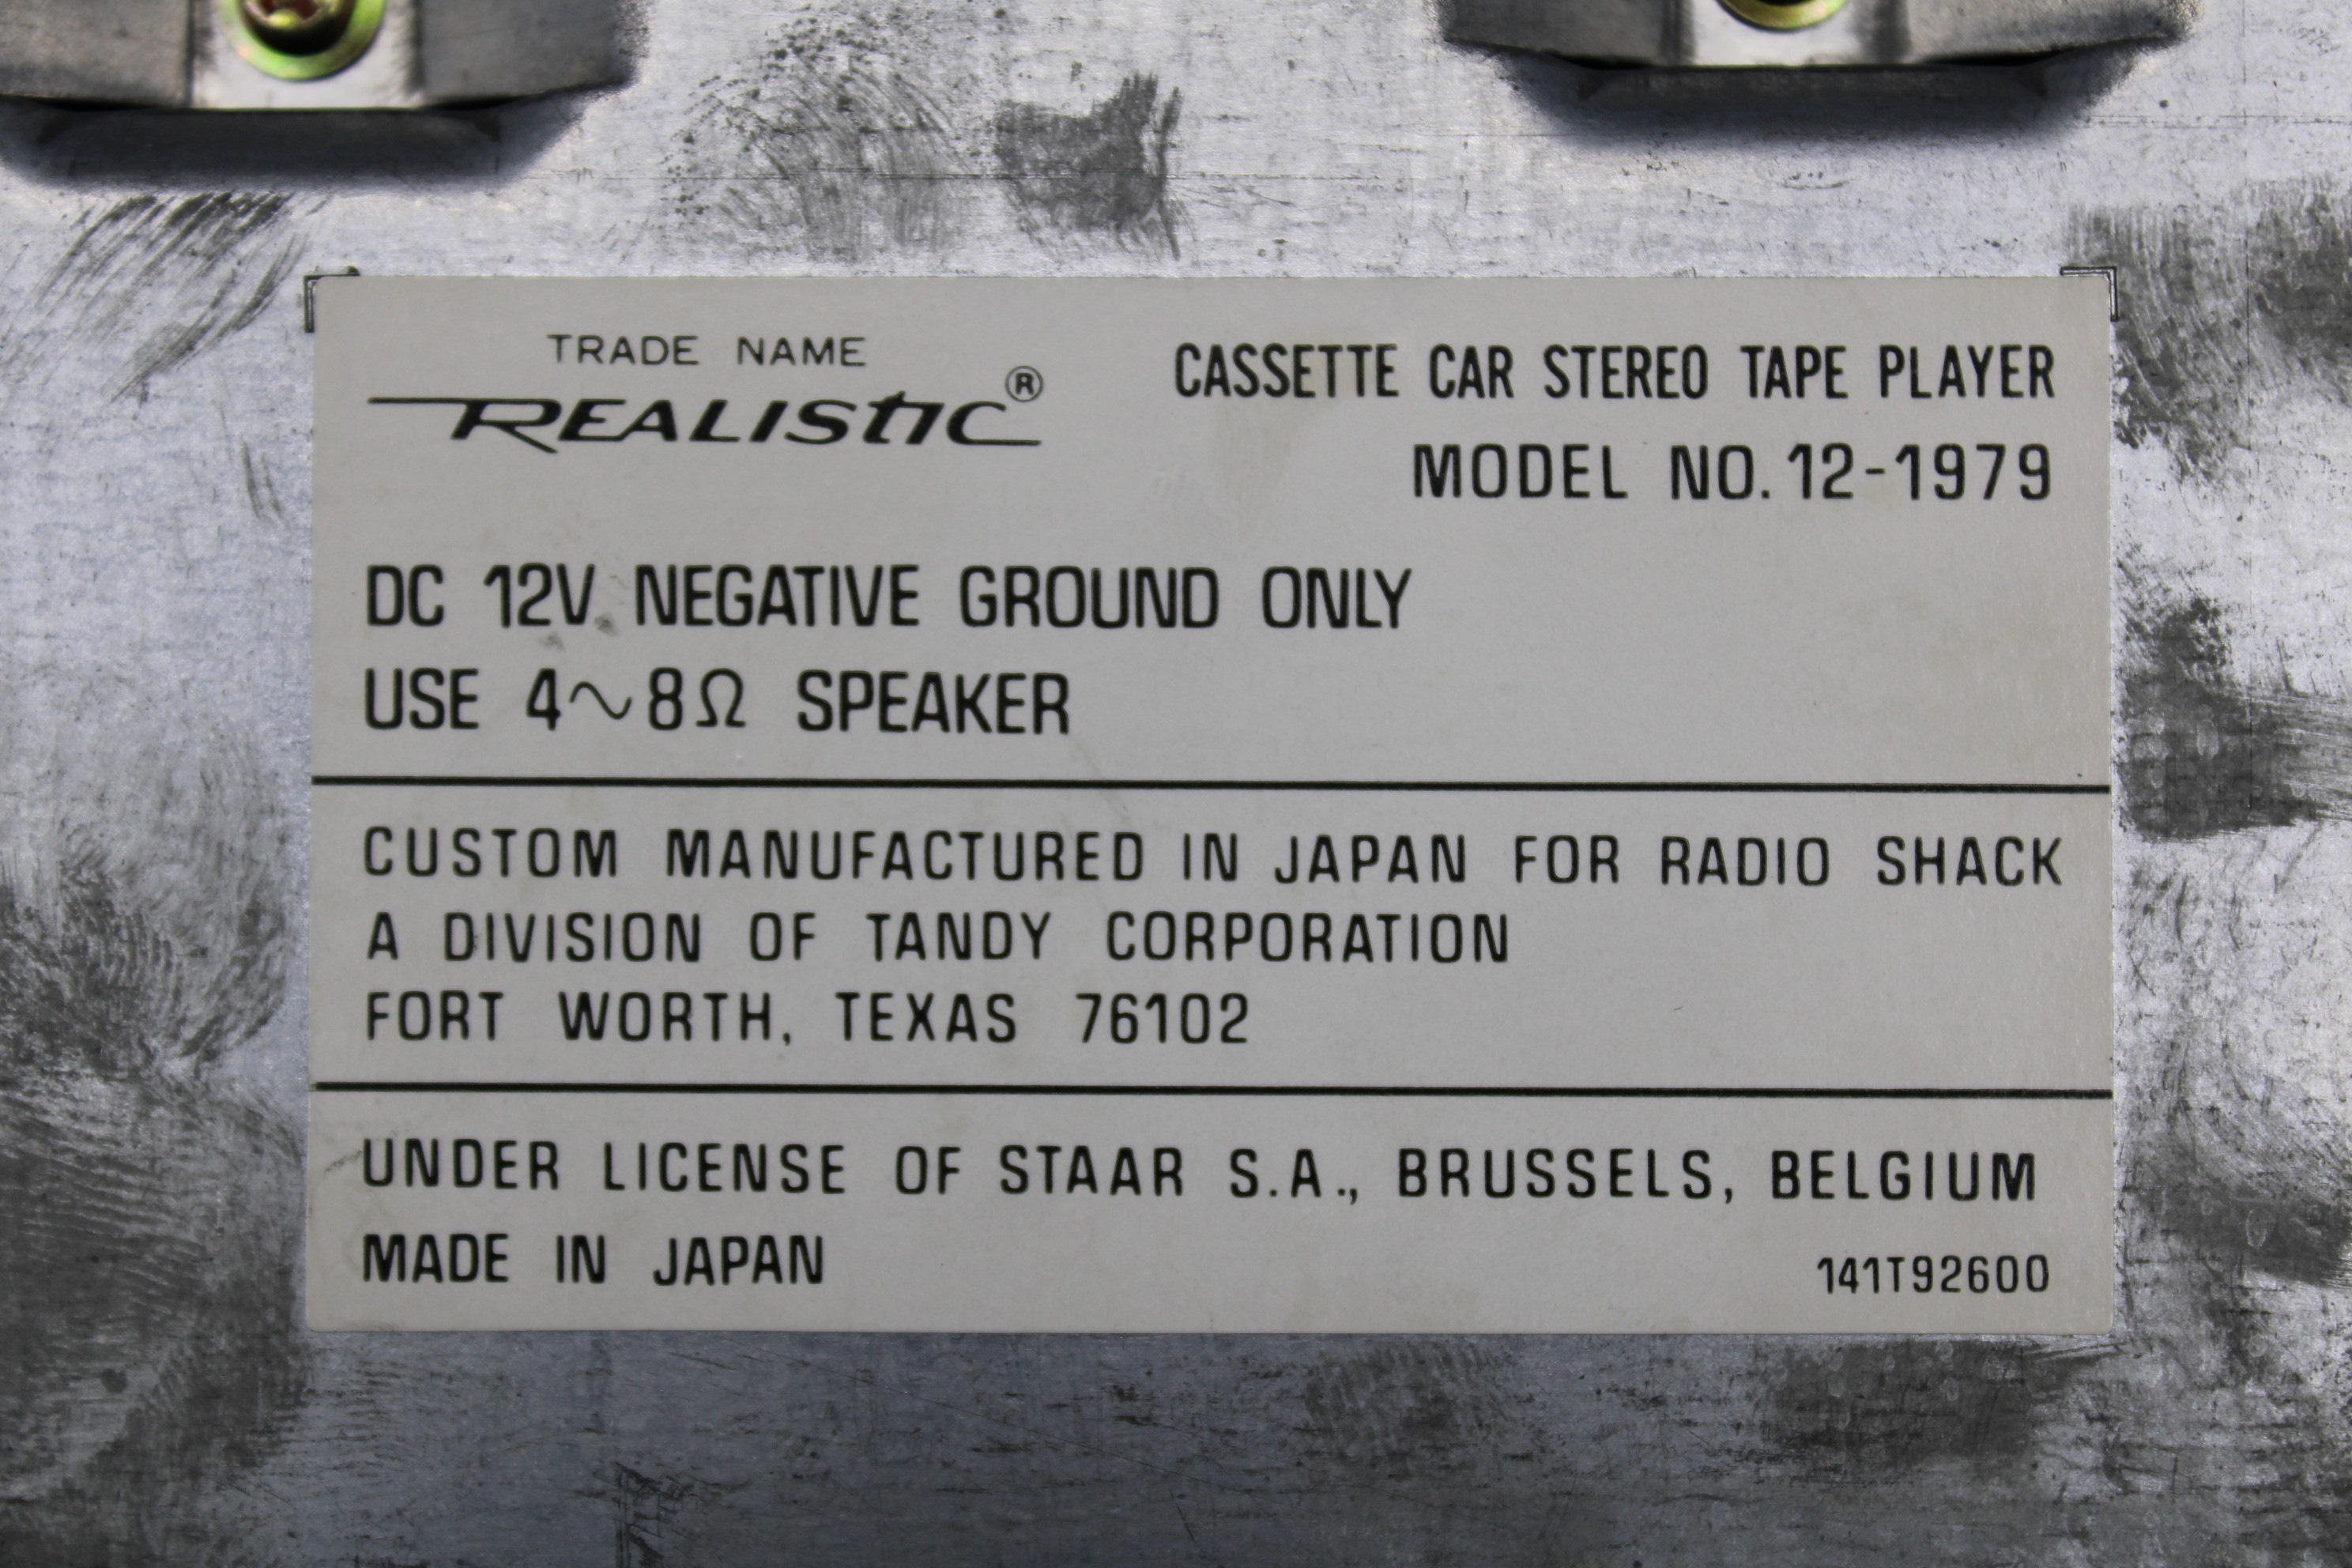 TRADE NAME
REALISTIC®
CASSETTE CAR STEREO TAPE PLAYER
MODEL NO. 12-1979
DC 12V NEGATIVE GROUND ONLY
USE 4~8Ω SPEAKER
CUSTOM MANUFACTURED IN JAPAN FOR RADIO SHACK
A DIVISION OF TANDY CORPORATION
FORT WORTH, TEXAS 76102
UNDER LICENSE OF STAAR S.A., BRUSSELS, BELGIUM
MADE IN JAPAN
141T92600